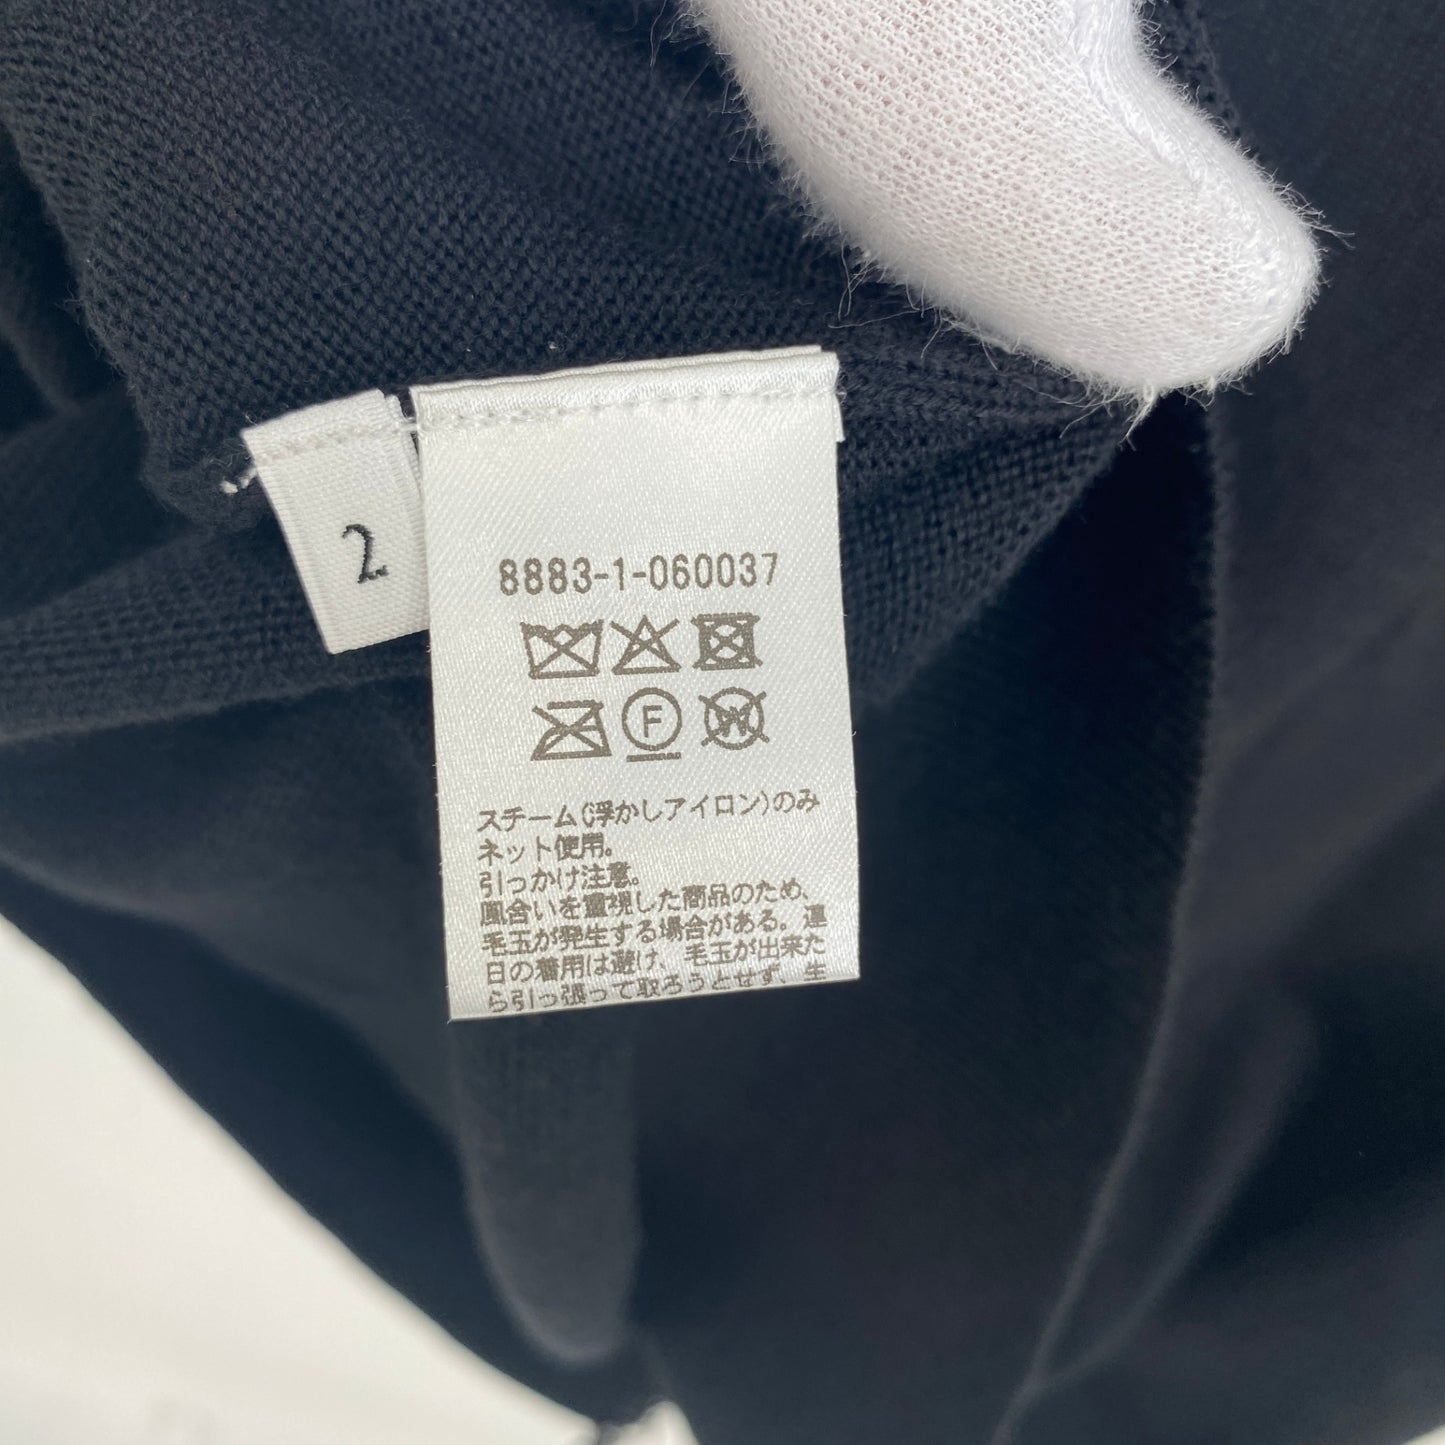 2
8883-1-060037
F
W
スチーム(浮かしアイロン)のみ
ネット使用。
引っかけ注意。
風合いを重視した商品のため、
毛玉が発生する場合がある。連
日の着用は避け、毛玉が出来た
ら引っ張って取ろうとせず、生